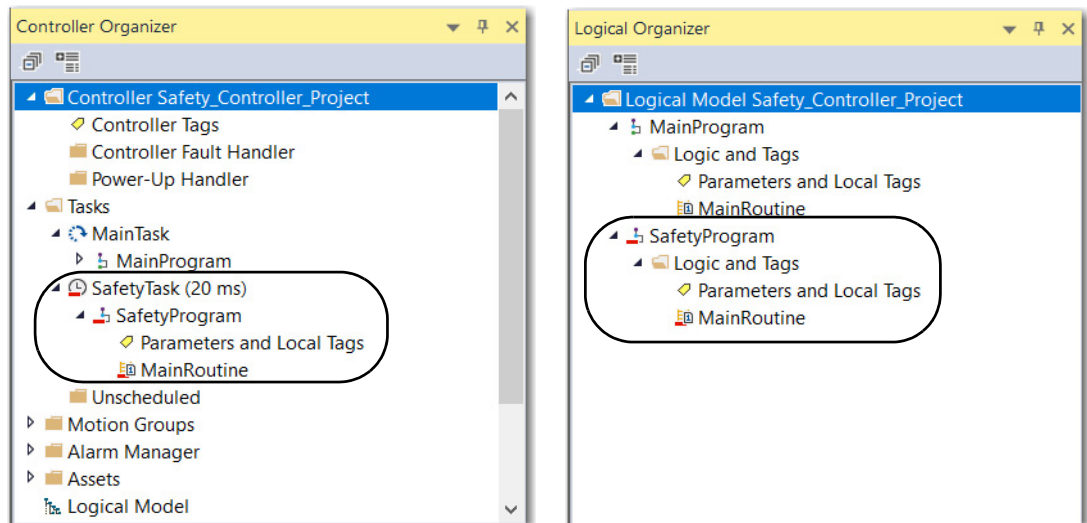 Controller Organizer
Controller Safety_Controller_Project
Controller Tags
Controller Fault Handler
Power-Up Handler
Tasks
MainTask
MainProgram
SafetyTask (20 ms)
SafetyProgram
Parameters and Local Tags
MainRoutine
Unscheduled
Motion Groups
Alarm Manager
Assets
Logical Model
Logical Organizer
Logical Model Safety_Controller_Project
MainProgram
Logic and Tags
Parameters and Local Tags
MainRoutine
SafetyProgram
Logic and Tags
Parameters and Local Tags
MainRoutine